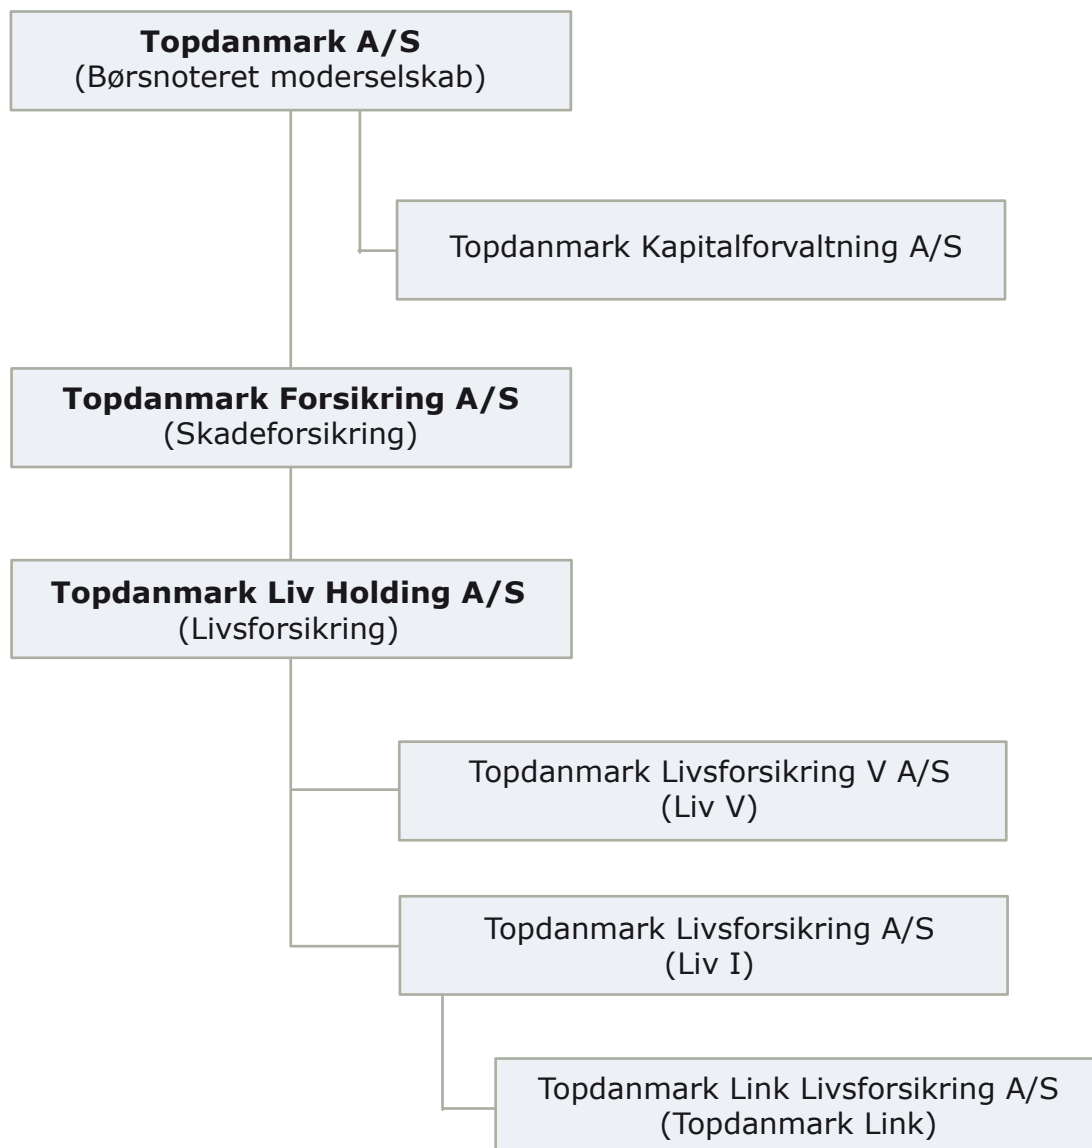 Topdanmark A/S
(Børsnoteret moderselskab)
Topdanmark Kapitalforvaltning A/S
Topdanmark Forsikring A/S
(Skadeforsikring)
Topdanmark Liv Holding A/S
(Livsforsikring)
Topdanmark Livsforsikring V A/S
(Liv V)
Topdanmark Livsforsikring A/S
(Liv I)
Topdanmark Link Livsforsikring A/S
(Topdanmark Link)